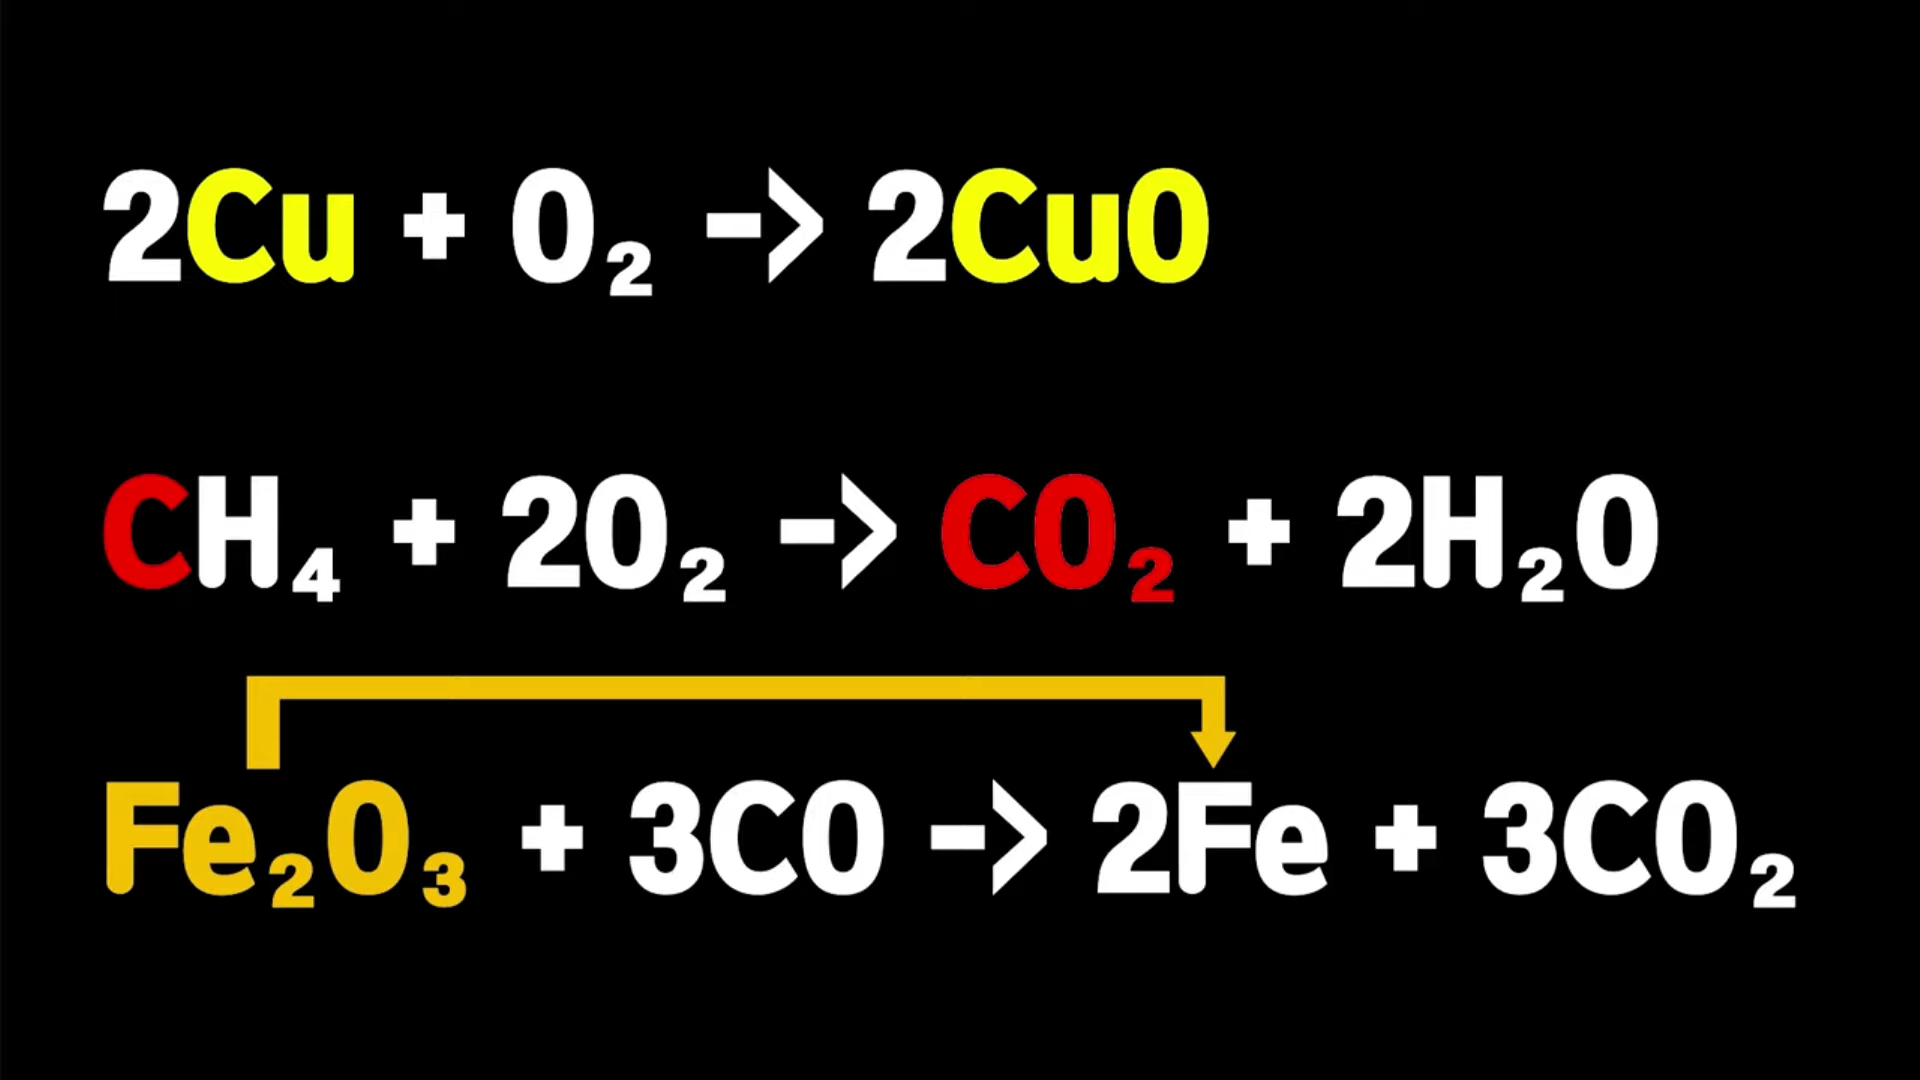 2Cu + O₂ -> 2CuO
CH₄ + 2O₂ -> CO₂ + 2H₂O
Fe₂O₃ + 3CO -> 2Fe + 3CO₂